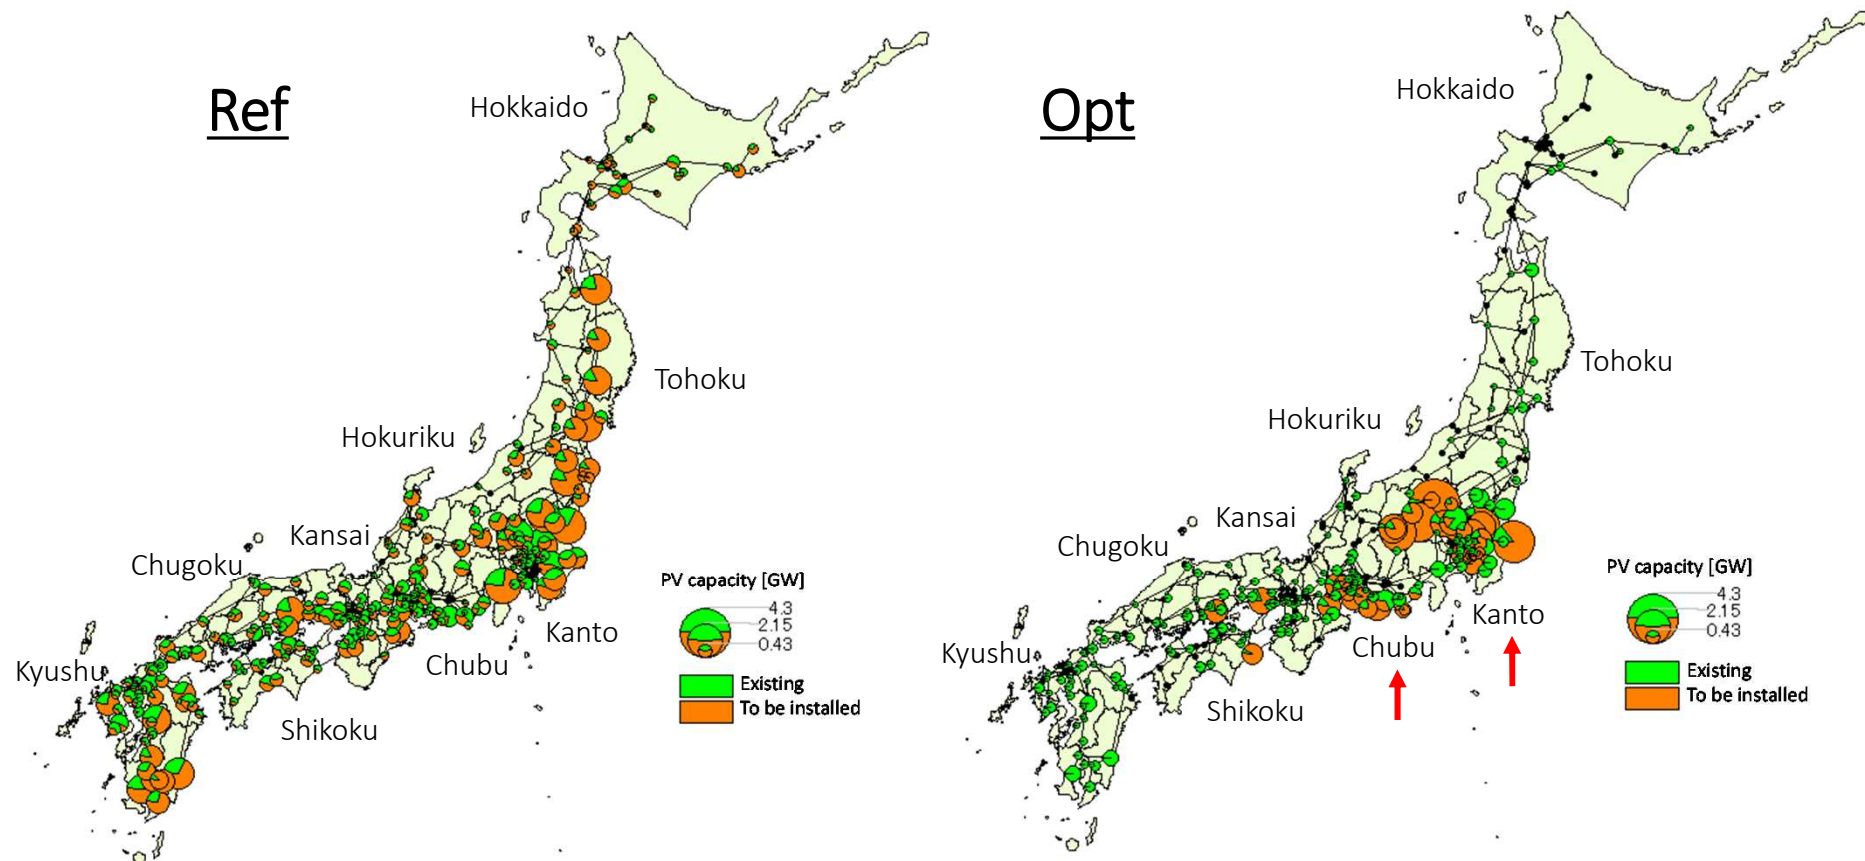 Ref
Hokkaido
Tohoku
Hokuriku
Kansai
Chugoku
PV capacity [GW]
4.3
2.15
0.43
Kanto
Chubu
Kyushu
Existing
To be installed
Shikoku
Opt
Hokkaido
Tohoku
Hokuriku
Kansai
Chugoku
PV capacity [GW]
4.3
2.15
0.43
Kanto
Chubu
Kyushu
Existing
To be installed
Shikoku